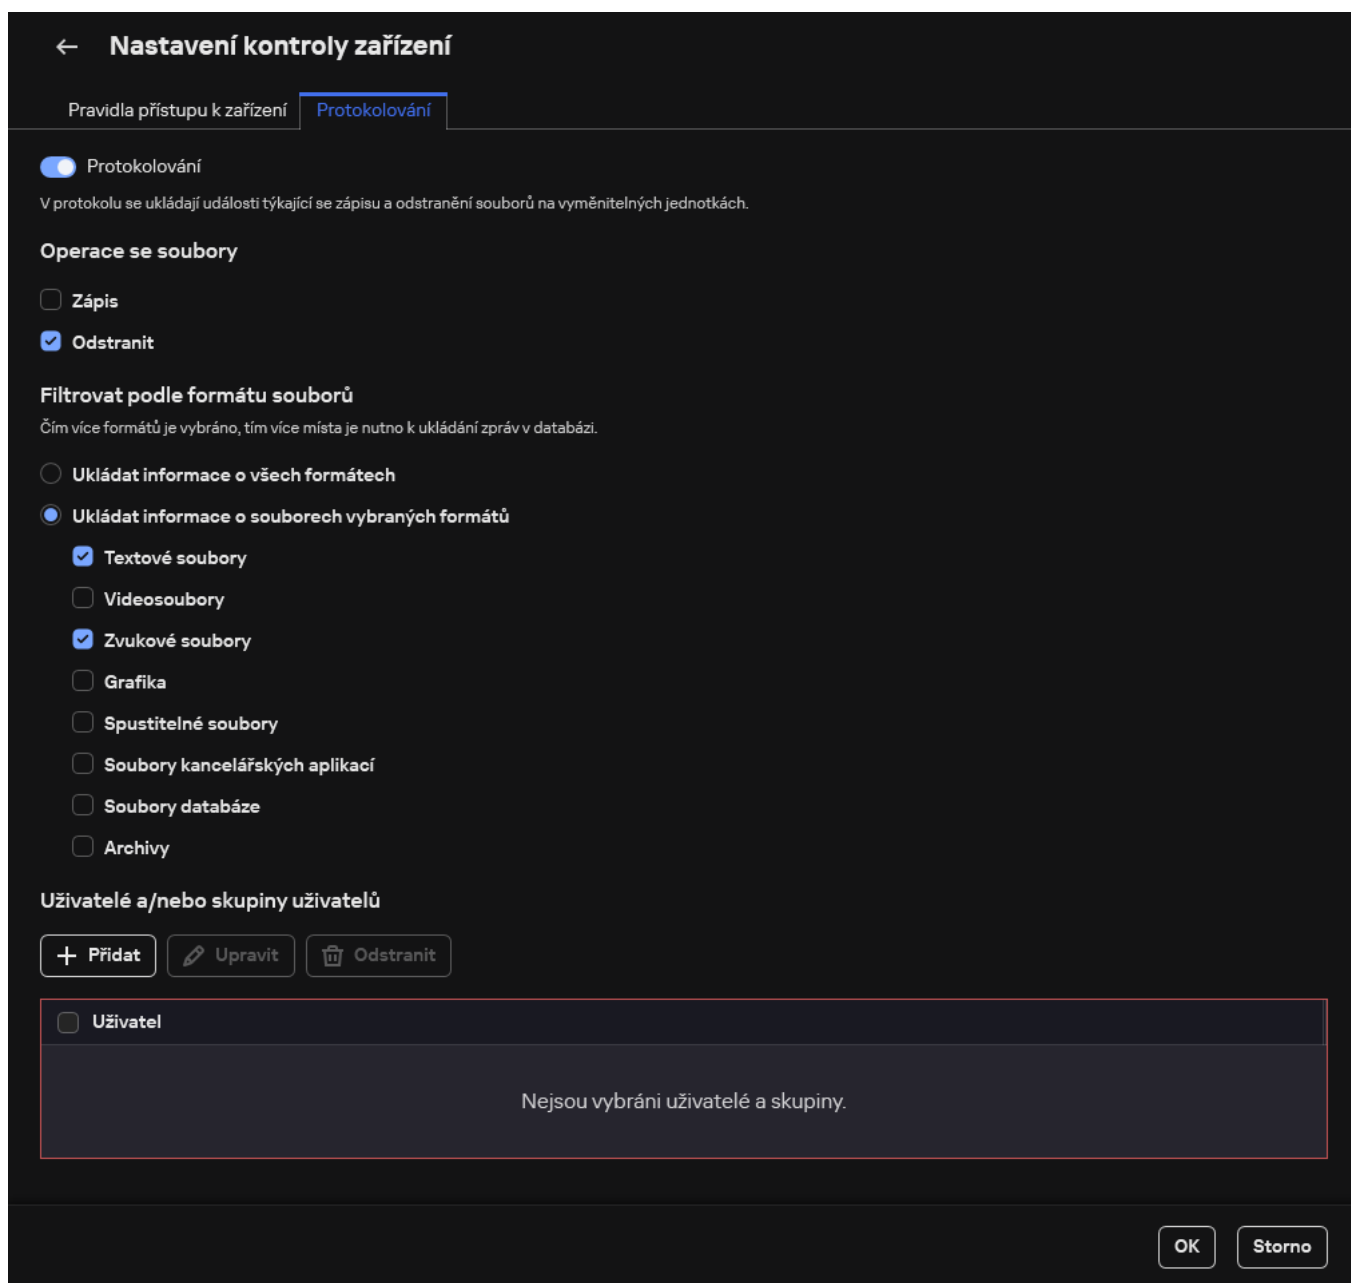 Nastavení kontroly zařízení
Pravidla přístupu k zařízení
Protokolování
Protokolování
V protokolu se ukládají události týkající se zápisu a odstranění souborů na vyměnitelných jednotkách.
Operace se soubory
Zápis
Odstranit
Filtrovat podle formátu souborů
Čím více formátů je vybráno, tím více místa je nutno k ukládání zpráv v databázi.
Ukládat informace o všech formátech
Ukládat informace o souborech vybraných formátů
Textové soubory
Videosoubory
Zvukové soubory
Grafika
Spustitelné soubory
Soubory kancelářských aplikací
Soubory databáze
Archivy
Uživatelé a/nebo skupiny uživatelů
Přidat
Upravit
Odstranit
Uživatel
Nejsou vybráni uživatelé a skupiny.
OK
Storno